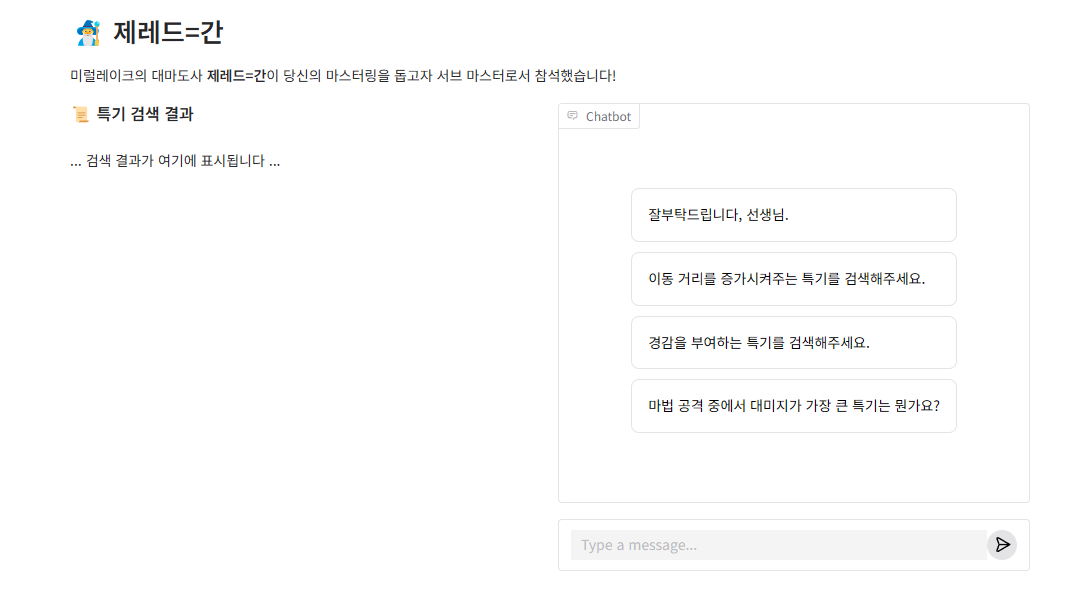 제레드=간
미럴레이크의 대마도사 제레드=간이 당신의 마스터링을 돕고자 서브 마스터로서 참석했습니다!
특기 검색 결과
... 검색 결과가 여기에 표시됩니다 ...
Chatbot
잘부탁드립니다, 선생님.
이동 거리를 증가시켜주는 특기를 검색해주세요.
경감을 부여하는 특기를 검색해주세요.
마법 공격 중에서 대미지가 가장 큰 특기는 뭔가요?
Type a message...